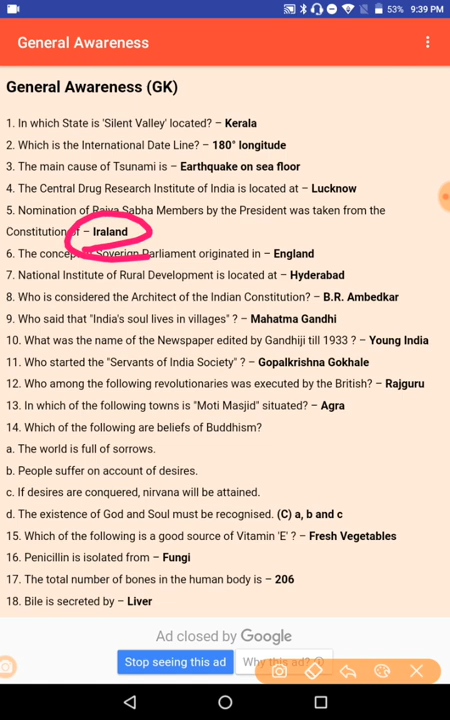 53% 9:39 PM
General Awareness
General Awareness (GK)
1. In which State is 'Silent Valley' located? – Kerala
2. Which is the International Date Line? – 180° longitude
3. The main cause of Tsunami is – Earthquake on sea floor
4. The Central Drug Research Institute of India is located at – Lucknow
5. Nomination of Rajya Sabha Members by the President was taken from the
Constitution of – Iraland
6. The concept of Soverign Parliament originated in – England
7. National Institute of Rural Development is located at – Hyderabad
8. Who is considered the Architect of the Indian Constitution? – B.R. Ambedkar
9. Who said that "India's soul lives in villages" ? – Mahatma Gandhi
10. What was the name of the Newspaper edited by Gandhiji till 1933 ? – Young India
11. Who started the "Servants of India Society" ? – Gopalkrishna Gokhale
12. Who among the following revolutionaries was executed by the British? – Rajguru
13. In which of the following towns is "Moti Masjid" situated? – Agra
14. Which of the following are beliefs of Buddhism?
a. The world is full of sorrows.
b. People suffer on account of desires.
c. If desires are conquered, nirvana will be attained.
d. The existence of God and Soul must be recognised. (C) a, b and c
15. Which of the following is a good source of Vitamin 'E' ? – Fresh Vegetables
16. Penicillin is isolated from – Fungi
17. The total number of bones in the human body is – 206
18. Bile is secreted by – Liver
Ad closed by Google
Stop seeing this ad Why this ad?